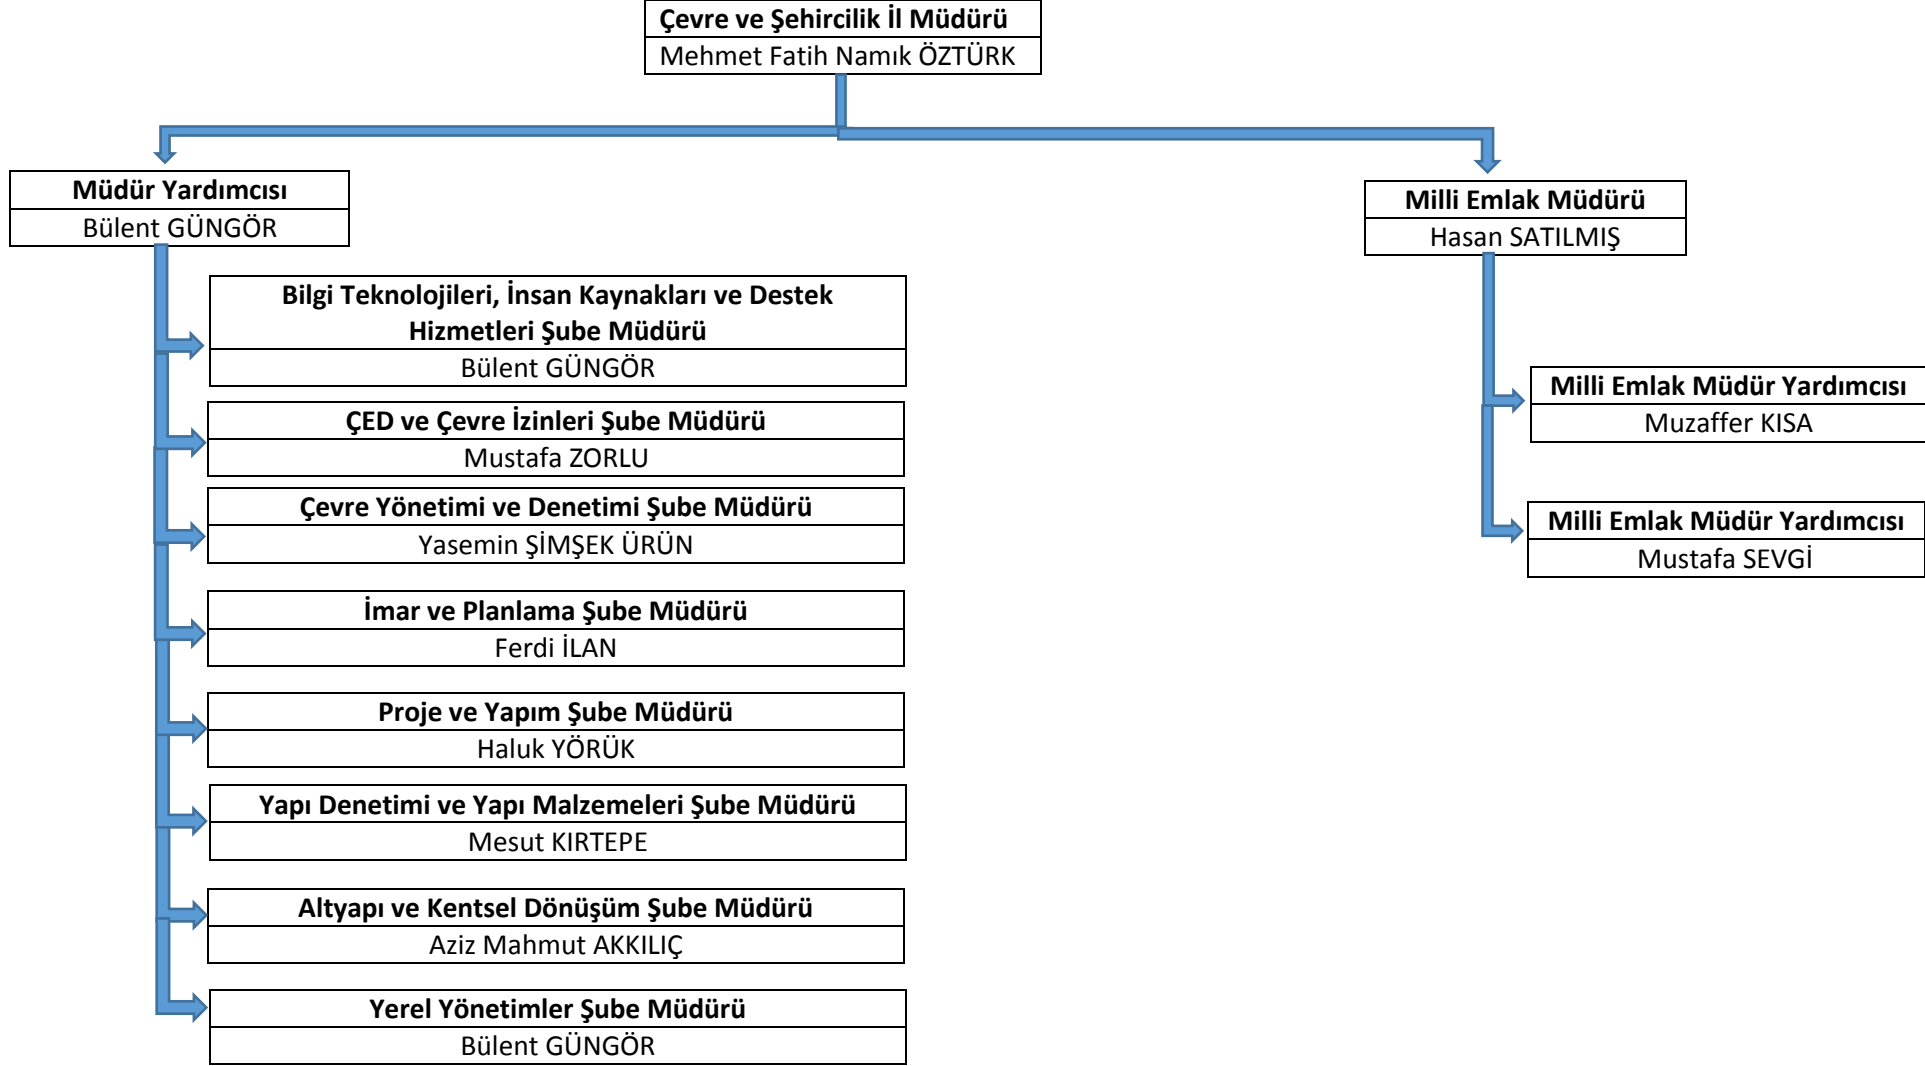 Çevre ve Şehircilik İl Müdürü
Mehmet Fatih Namık ÖZTÜRK
Müdür Yardımcısı
Bülent GÜNGÖR
Bilgi Teknolojileri, İnsan Kaynakları ve Destek
Hizmetleri Şube Müdürü
Bülent GÜNGÖR
ÇED ve Çevre İzinleri Şube Müdürü
Mustafa ZORLU
Çevre Yönetimi ve Denetimi Şube Müdürü
Yasemin ŞİMŞEK ÜRÜN
İmar ve Planlama Şube Müdürü
Ferdi İLAN
Proje ve Yapım Şube Müdürü
Haluk YÖRÜK
Yapı Denetimi ve Yapı Malzemeleri Şube Müdürü
Mesut KIRTEPE
Altyapı ve Kentsel Dönüşüm Şube Müdürü
Aziz Mahmut AKKILIÇ
Yerel Yönetimler Şube Müdürü
Bülent GÜNGÖR
Milli Emlak Müdürü
Hasan SATILMIŞ
Milli Emlak Müdür Yardımcısı
Muzaffer KISA
Milli Emlak Müdür Yardımcısı
Mustafa SEVGİ